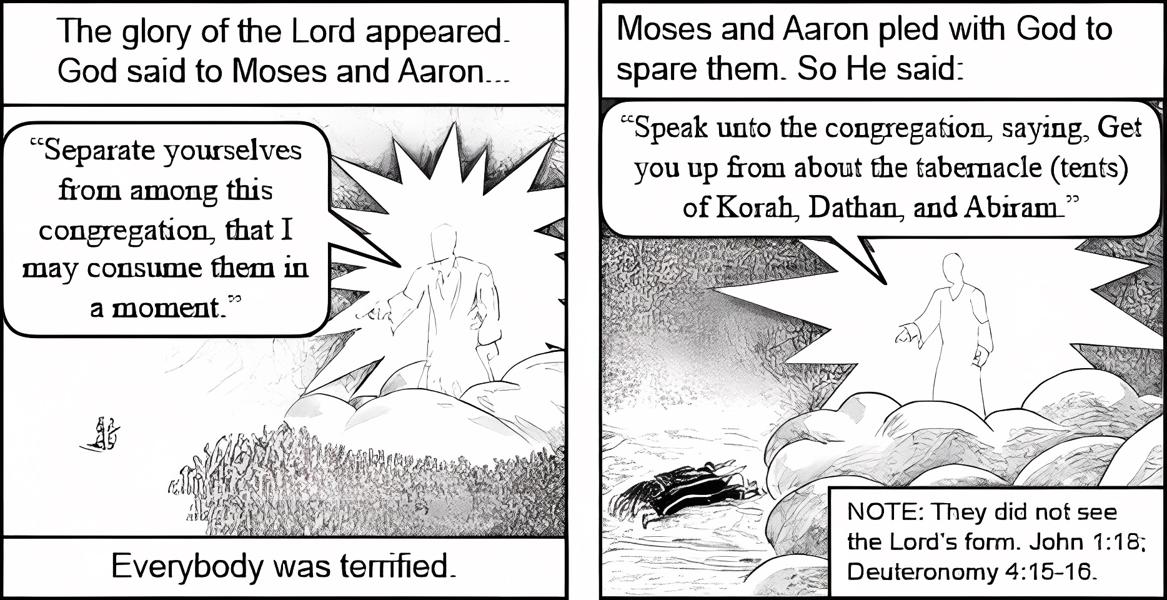 The glory of the Lord appeared.
God said to Moses and Aaron...
“Separate yourselves
from among this
congregation, that I
may consume them in
a moment.”
Everybody was terrified.
Moses and Aaron pled with God to
spare them. So He said:
“Speak unto the congregation, saying, Get
you up from about the tabernacle (tents)
of Korah, Dathan, and Abiram.”
NOTE: They did not see
the Lord's form. John 1:18;
Deuteronomy 4:15-16.